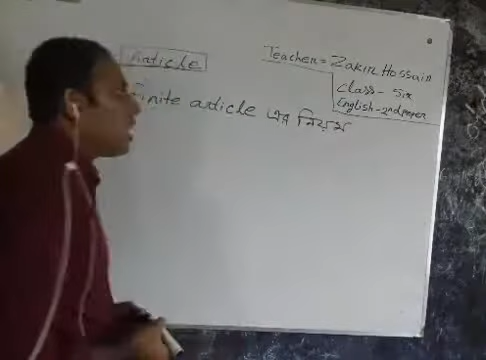 Article
Teacher = Zakir Hossain
Class - Six
English - 2nd paper
finite article এর নিয়ম